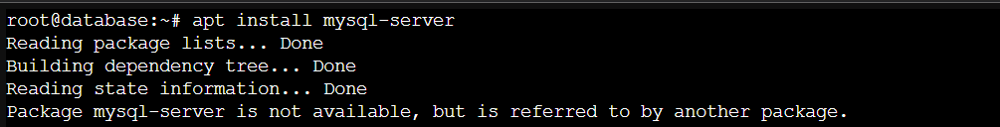 root@database:~# apt install mysql-server
Reading package lists... Done
Building dependency tree... Done
Reading state information... Done
Package mysql-server is not available, but is referred to by another package.